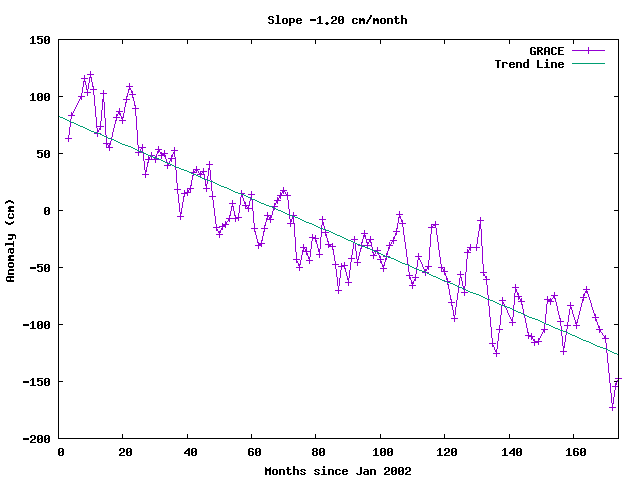 Slope -1.20 cm/month
150
100
50
0
-50
-100
-150
-200
Anomaly (cm)
GRACE
Trend Line
0 20 40 60 80 100 120 140 160
Months since Jan 2002